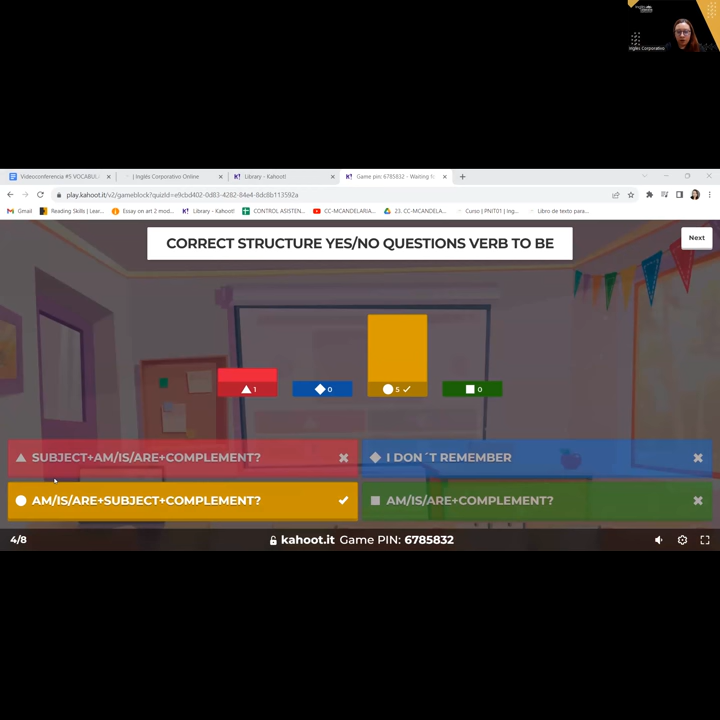 Inglés Corporativo
Videoconferencia #5 VOCABUL
| Inglés Corporativo Online
K! Library - Kahoot!
K! Game pin: 6785832 - Waiting
play.kahoot.it/v2/gameblock?quizId=e9cbd402-0d83-4282-84e4-8dc8b113592a
Gmail
Reading Skills | Lear...
Essay on art 2 mod...
K! Library - Kahoot!
CONTROL ASISTEN...
CC-MCANDELARIA...
23. CC-MCANDELA...
Curso | PNIT01 | Ing...
Libro de texto para...
CORRECT STRUCTURE YES/NO QUESTIONS VERB TO BE
Next
1
0
5
0
SUBJECT+AM/IS/ARE+COMPLEMENT?
I DON´T REMEMBER
AM/IS/ARE+SUBJECT+COMPLEMENT?
AM/IS/ARE+COMPLEMENT?
4/8
kahoot.it Game PIN: 6785832